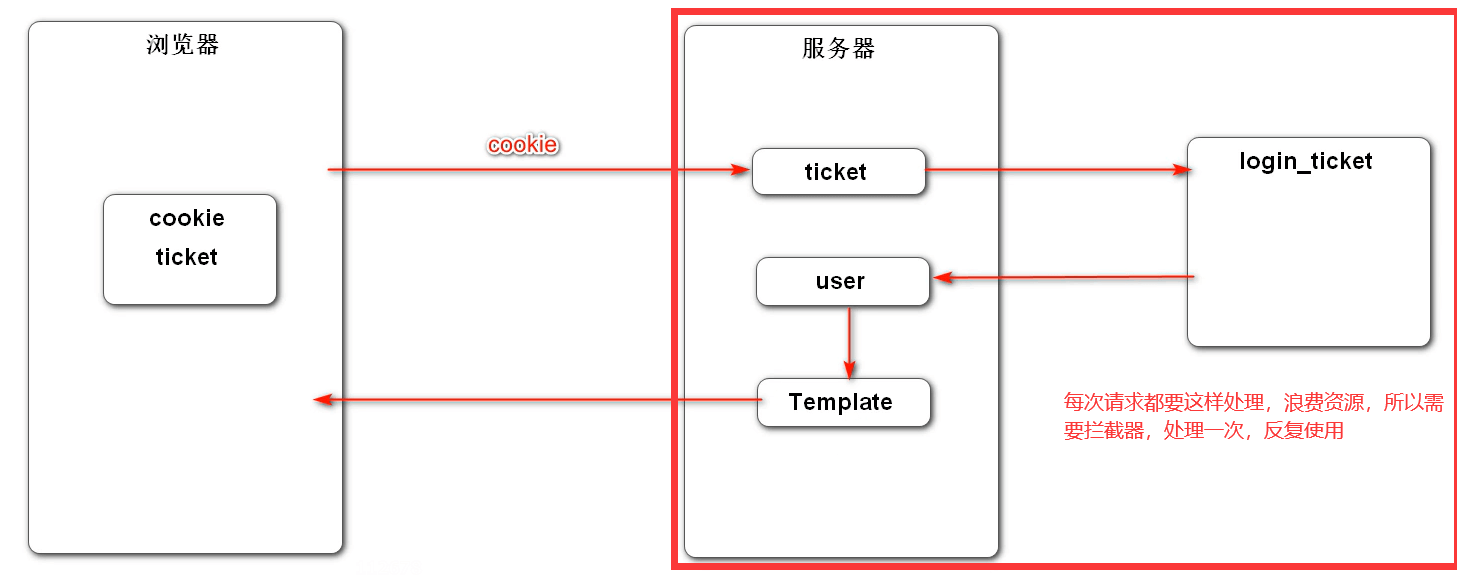 浏览器
服务器
cookie
ticket
login_ticket
cookie
ticket
user
Template
每次请求都要这样处理，浪费资源，所以需
要拦截器，处理一次，反复使用